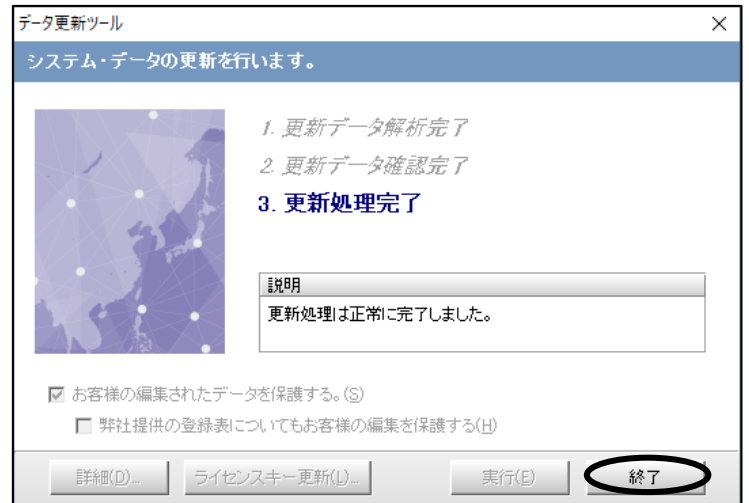 データ更新ツール
システム・データの更新を行います。
1. 更新データ解析完了
2. 更新データ確認完了
3. 更新処理完了
説明
更新処理は正常に完了しました。
お客様の編集されたデータを保護する。(S)
弊社提供の登録表についてもお客様の編集を保護する(H)
詳細(D)... ライセンスキー更新(L)... 実行(E) 終了